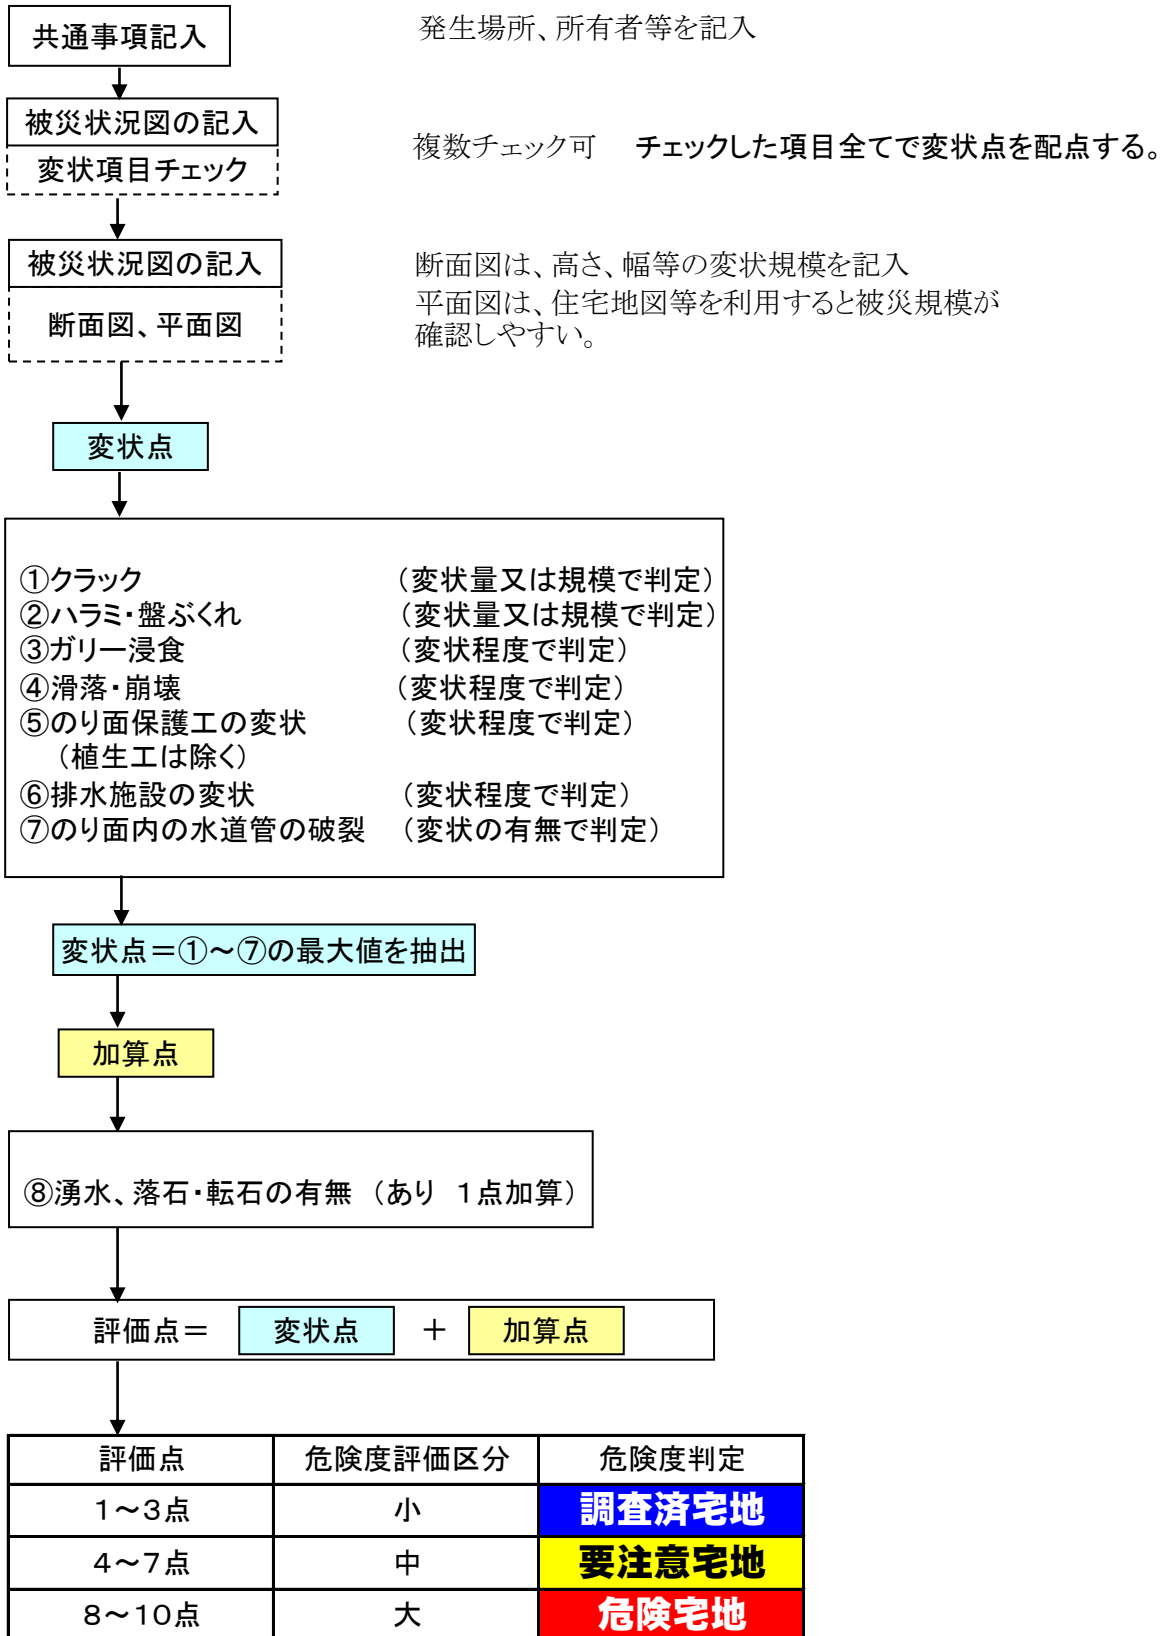 共通事項記入
発生場所、所有者等を記入
被災状況図の記入
変状項目チェック
複数チェック可　チェックした項目全てで変状点を配点する。
被災状況図の記入
断面図、平面図
断面図は、高さ、幅等の変状規模を記入
平面図は、住宅地図等を利用すると被災規模が
確認しやすい。
変状点
①クラック　（変状量又は規模で判定）
②ハラミ・盤ぶくれ　（変状量又は規模で判定）
③ガリー浸食　（変状程度で判定）
④滑落・崩壊　（変状程度で判定）
⑤のり面保護工の変状　（変状程度で判定）
（植生工は除く）
⑥排水施設の変状　（変状程度で判定）
⑦のり面内の水道管の破裂　（変状の有無で判定）
変状点＝①～⑦の最大値を抽出
加算点
⑧湧水、落石・転石の有無　（あり　１点加算）
評価点＝　変状点　＋　加算点
評価点　危険度評価区分　危険度判定
１～３点　小　調査済宅地
４～７点　中　要注意宅地
８～１０点　大　危険宅地